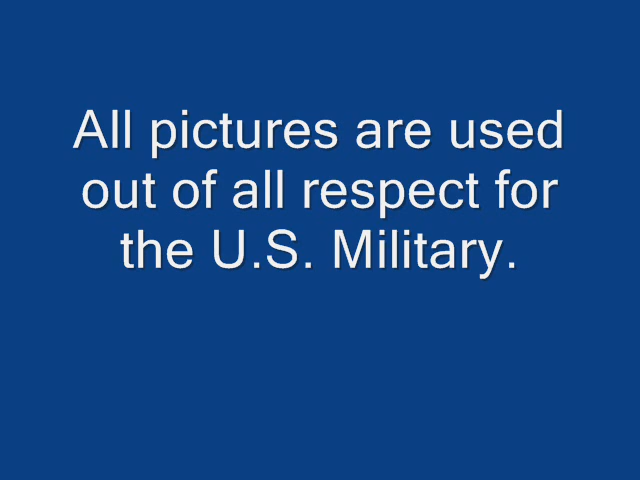 All pictures are used
out of all respect for
the U.S. Military.